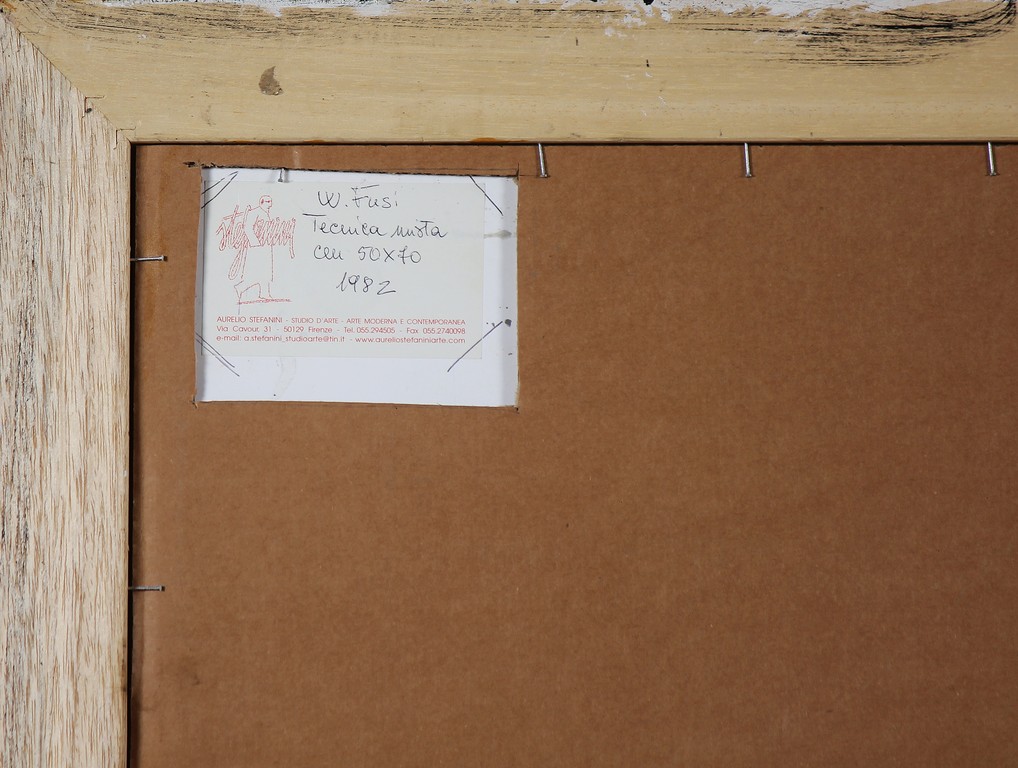 W. Fusi
Tecnica mista
cm 50x70
1982
AURELIO STEFANINI - STUDIO D'ARTE - ARTE MODERNA E CONTEMPORANEA
Via Cavour, 31 - 50129 Firenze - Tel. 055.294505 - Fax 055.2740098
e-mail: a.stefanini_studioarte@tin.it - www.aureliostefaniniarte.com